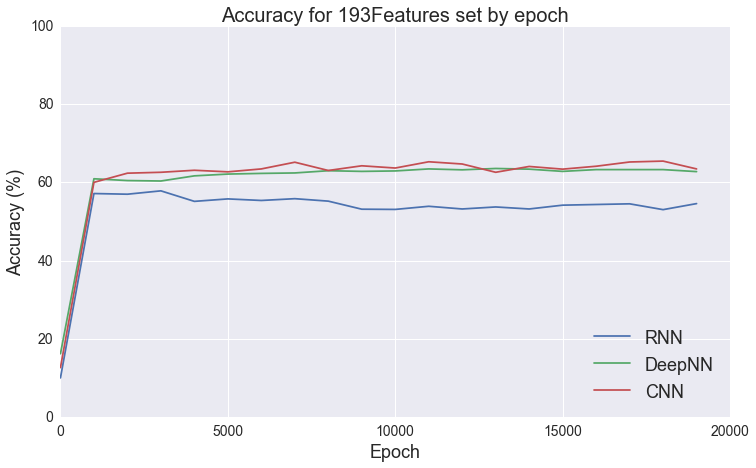 Accuracy for 193Features set by epoch
Accuracy (%)
100
80
60
40
20
0
0 5000 10000 15000 20000
Epoch
RNN
DeepNN
CNN